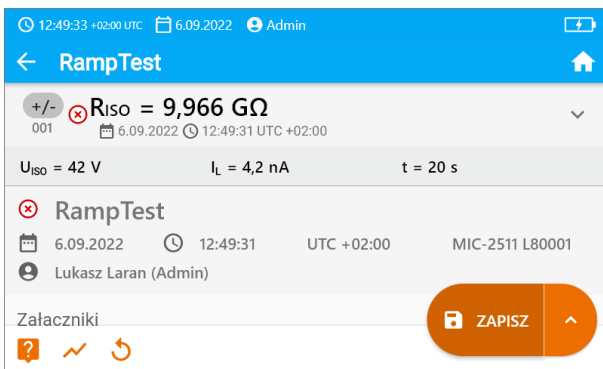 12:49:33 +02:00 UTC 6.09.2022 Admin
RampTest
+/- RISO = 9,966 GΩ
001 6.09.2022 12:49:31 UTC +02:00
UISO = 42 V IL = 4,2 nA t = 20 s
RampTest
6.09.2022 12:49:31 UTC +02:00 MIC-2511 L80001
Lukasz Laran (Admin)
Załaczniki
ZAPISZ